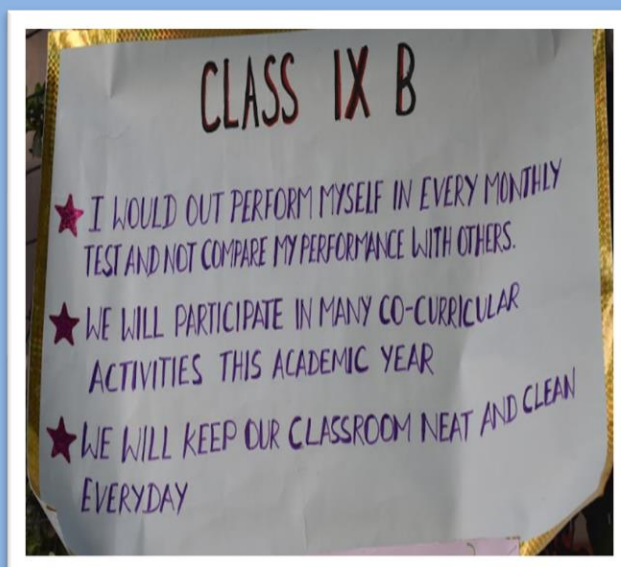 CLASS IX B
I WOULD OUT PERFORM MYSELF IN EVERY MONTHLY
TEST AND NOT COMPARE MY PERFORMANCE WITH OTHERS.
WE WILL PARTICIPATE IN MANY CO-CURRICULAR
ACTIVITIES THIS ACADEMIC YEAR
WE WILL KEEP OUR CLASSROOM NEAT AND CLEAN
EVERYDAY